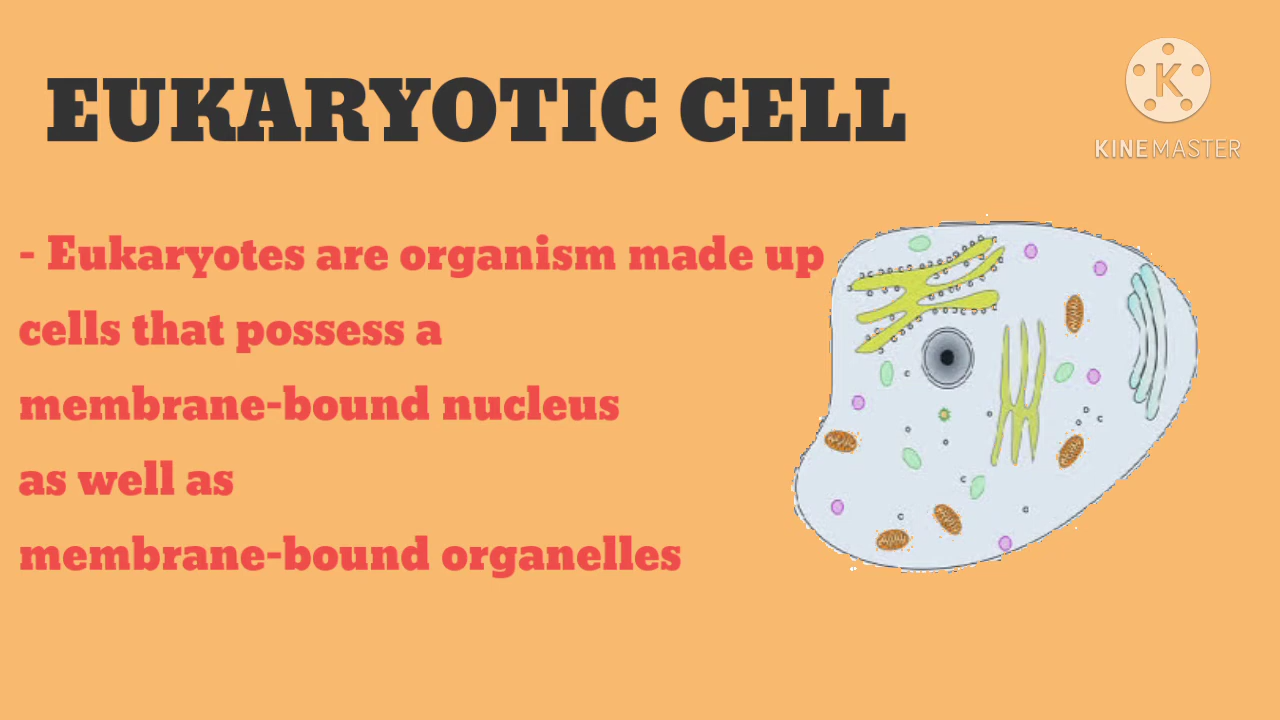 EUKARYOTIC CELL
K
KINEMASTER
- Eukaryotes are organism made up
cells that possess a
membrane-bound nucleus
as well as
membrane-bound organelles